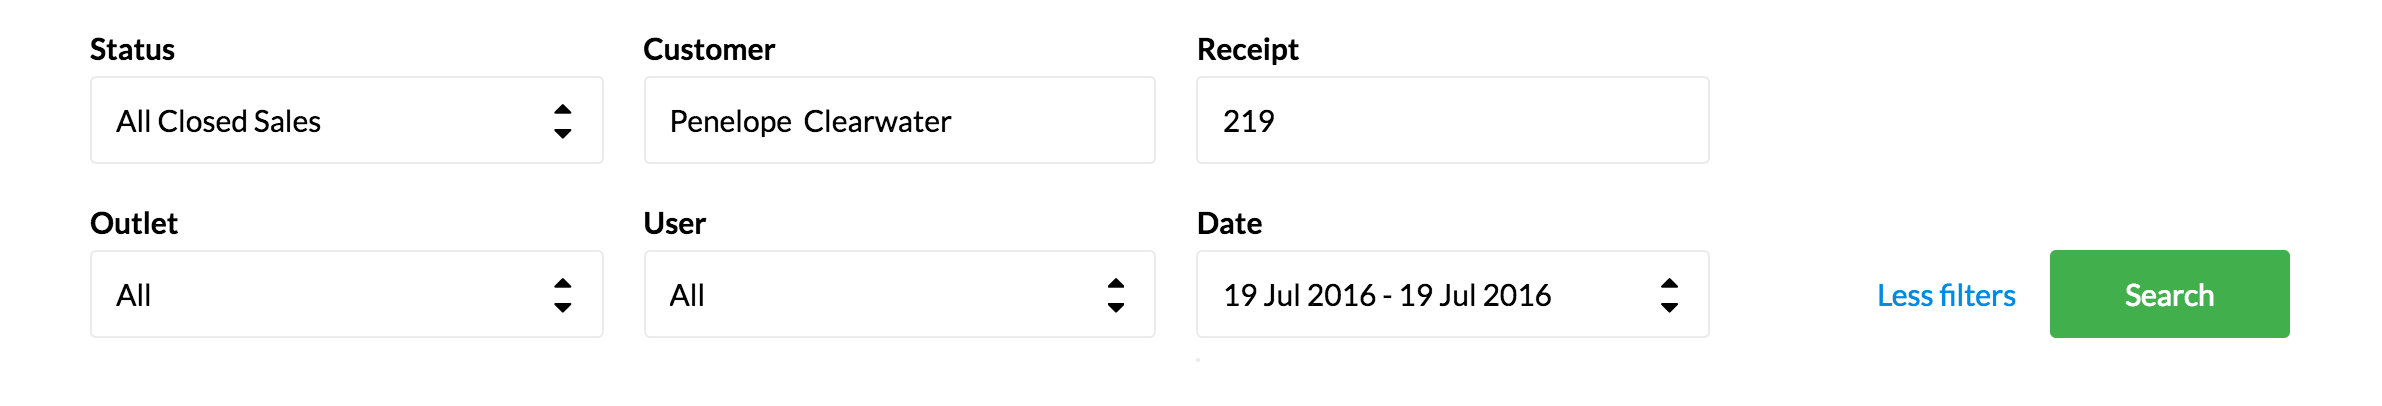 Status
Customer
Receipt
All Closed Sales
Penelope  Clearwater
219
Outlet
User
Date
All
All
19 Jul 2016 - 19 Jul 2016
Less filters
Search